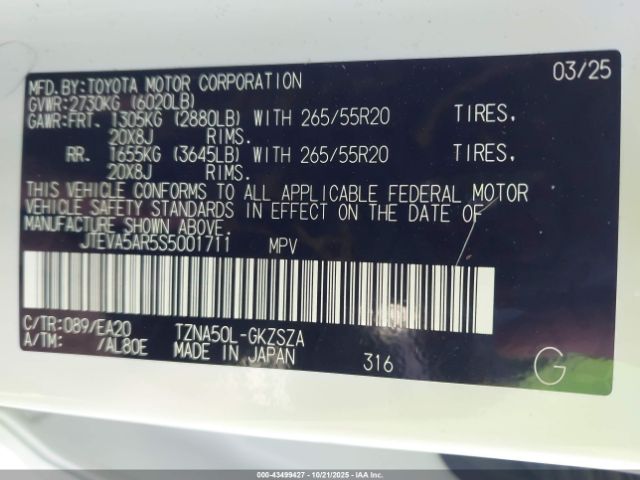 MFD.BY:TOYOTA MOTOR CORPORATION 03/25
GVWR:2730KG (6020LB)
GAWR:FRT. 1305KG (2880LB) WITH 265/55R20 TIRES,
20X8J RIMS.
RR. 1655KG (3645LB) WITH 265/55R20 TIRES,
20X8J RIMS.
THIS VEHICLE CONFORMS TO ALL APPLICABLE FEDERAL MOTOR
VEHICLE SAFETY STANDARDS IN EFFECT ON THE DATE OF
MANUFACTURE SHOWN ABOVE.
JTEVA5AR5S5001711 MPV
C/TR:089/EA20 TZNA50L-GKZSZA
A/TM: /AL80E MADE IN JAPAN 316 G
000-43499427 - 10/21/2025 - IAAI